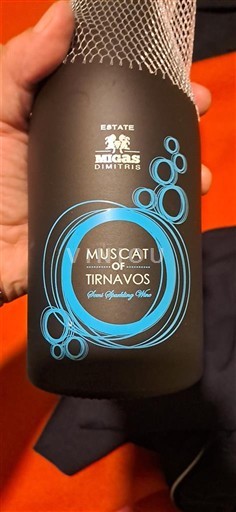 ESTATE
MIGAS
DIMITRIS
MUSCAT
OF
TIRNAVOS
Semi Sparkling Wine